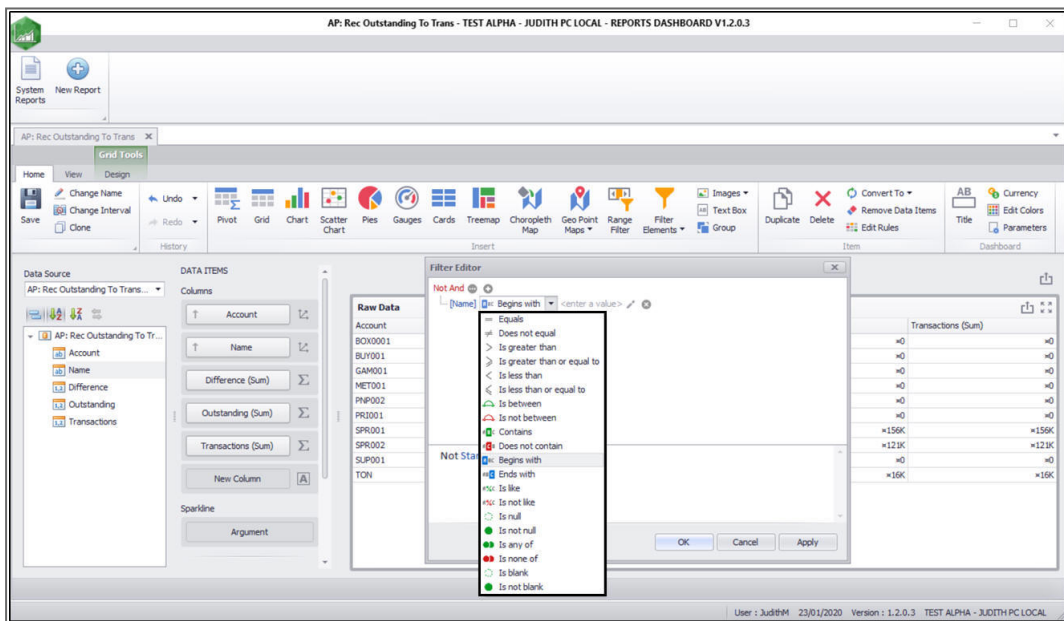 AP: Rec Outstanding To Trans - TEST ALPHA - JUDITH PC LOCAL - REPORTS DASHBOARD V1.2.0.3
System Reports
New Report
AP: Rec Outstanding To Trans
Grid Tools
Home View Design
Save
Change Name
Change Interval
Clone
Undo
Redo
History
Pivot
Grid
Chart
Scatter Chart
Pies
Gauges
Cards
Treemap
Choropleth Map
Geo Point Maps
Range Filter
Filter Elements
Images
Text Box
Group
Insert
Duplicate
Delete
Convert To
Remove Data Items
Edit Rules
Item
AB
Title
Currency
Edit Colors
Parameters
Dashboard
Data Source
AP: Rec Outstanding To Trans...
AP: Rec Outstanding To Tr...
ab Account
ab Name
1,2 Difference
1,2 Outstanding
1,2 Transactions
DATA ITEMS
Columns
Account
Name
Difference (Sum)
Outstanding (Sum)
Transactions (Sum)
New Column
Sparkline
Argument
Raw Data
Account
BOX0001
BUY001
GAM001
MET001
PNP002
PRI001
SPR001
SPR002
SUP001
TON
Filter Editor
Not And
[Name] Begins with <enter a value>
Equals
Does not equal
Is greater than
Is greater than or equal to
Is less than
Is less than or equal to
Is between
Is not between
Contains
Does not contain
Begins with
Ends with
Is like
Is not like
Is null
Is not null
Is any of
Is none of
Is blank
Is not blank
Not Star
OK Cancel Apply
Transactions (Sum)
¤0 ¤0
¤0 ¤0
¤0 ¤0
¤0 ¤0
¤0 ¤0
¤0 ¤0
¤156K ¤156K
¤121K ¤121K
¤0 ¤0
¤16K ¤16K
User : JudithM 23/01/2020 Version : 1.2.0.3 TEST ALPHA - JUDITH PC LOCAL